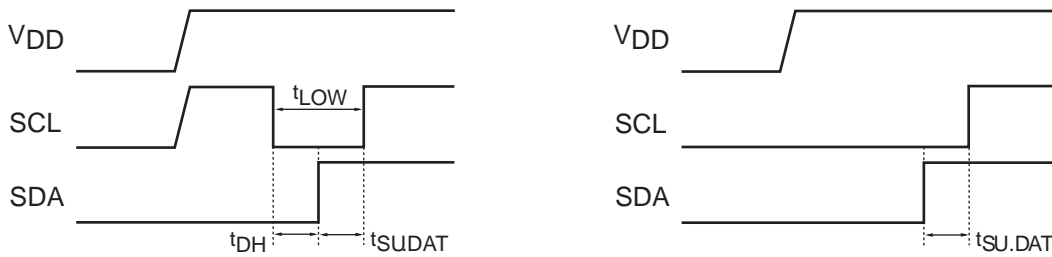 VDD
SCL
tLOW
SDA
tDH
tSU.DAT
VDD
SCL
SDA
tSU.DAT